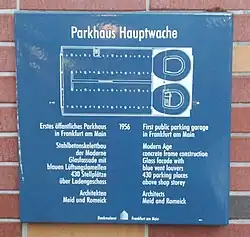 Parkhaus Hauptwache
Erstes öffentliches Parkhaus
in Frankfurt am Main
1956
First public parking garage
in Frankfurt am Main
Stahlbetonskelettbau
der Moderne
Glasfassade mit
blauen Lüftungslamellen
430 Stellplätze
über Ladengeschoss
Modern Age
concrete frame construction
Glass facade with
blue vent louvers
430 parking places
above shop storey
Architekten
Meid und Romeick
Architects
Meid and Romeick
Denkmalamt
Frankfurt am Main